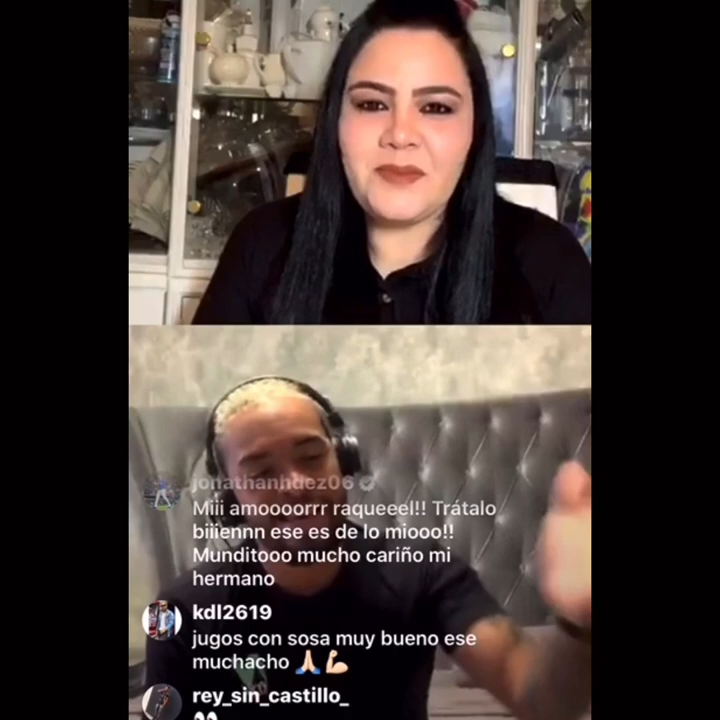 jonathanhdez06
Miii amoooorrr raqueeel!! Trátalo
biiiennn ese es de lo miooo!!
Munditooo mucho cariño mi
hermano
kdl2619
jugos con sosa muy bueno ese
muchacho 🙏🏼💪🏼
rey_sin_castillo_
👀